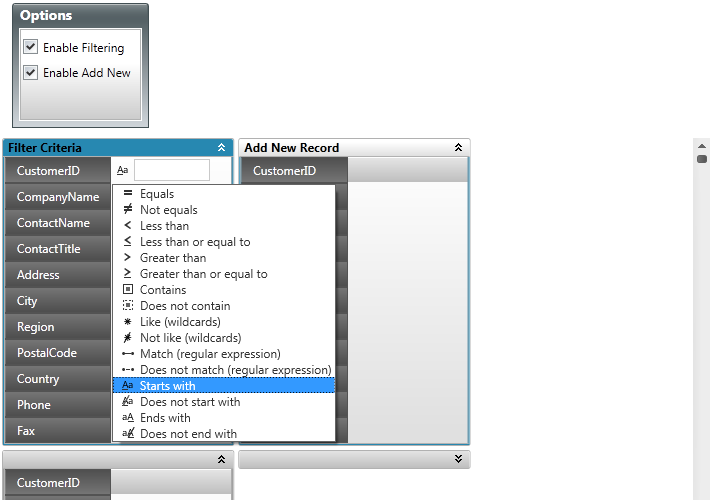 Options
Enable Filtering
Enable Add New
Filter Criteria
Add New Record
CustomerID
Aa
CustomerID
CompanyName
ContactName
ContactTitle
Address
City
Region
PostalCode
Country
Phone
Fax
= Equals
≠ Not equals
< Less than
≤ Less than or equal to
> Greater than
≥ Greater than or equal to
Contains
Does not contain
Like (wildcards)
Not like (wildcards)
Match (regular expression)
Does not match (regular expression)
Aa Starts with
Aa Does not start with
aA Ends with
aA Does not end with
CustomerID